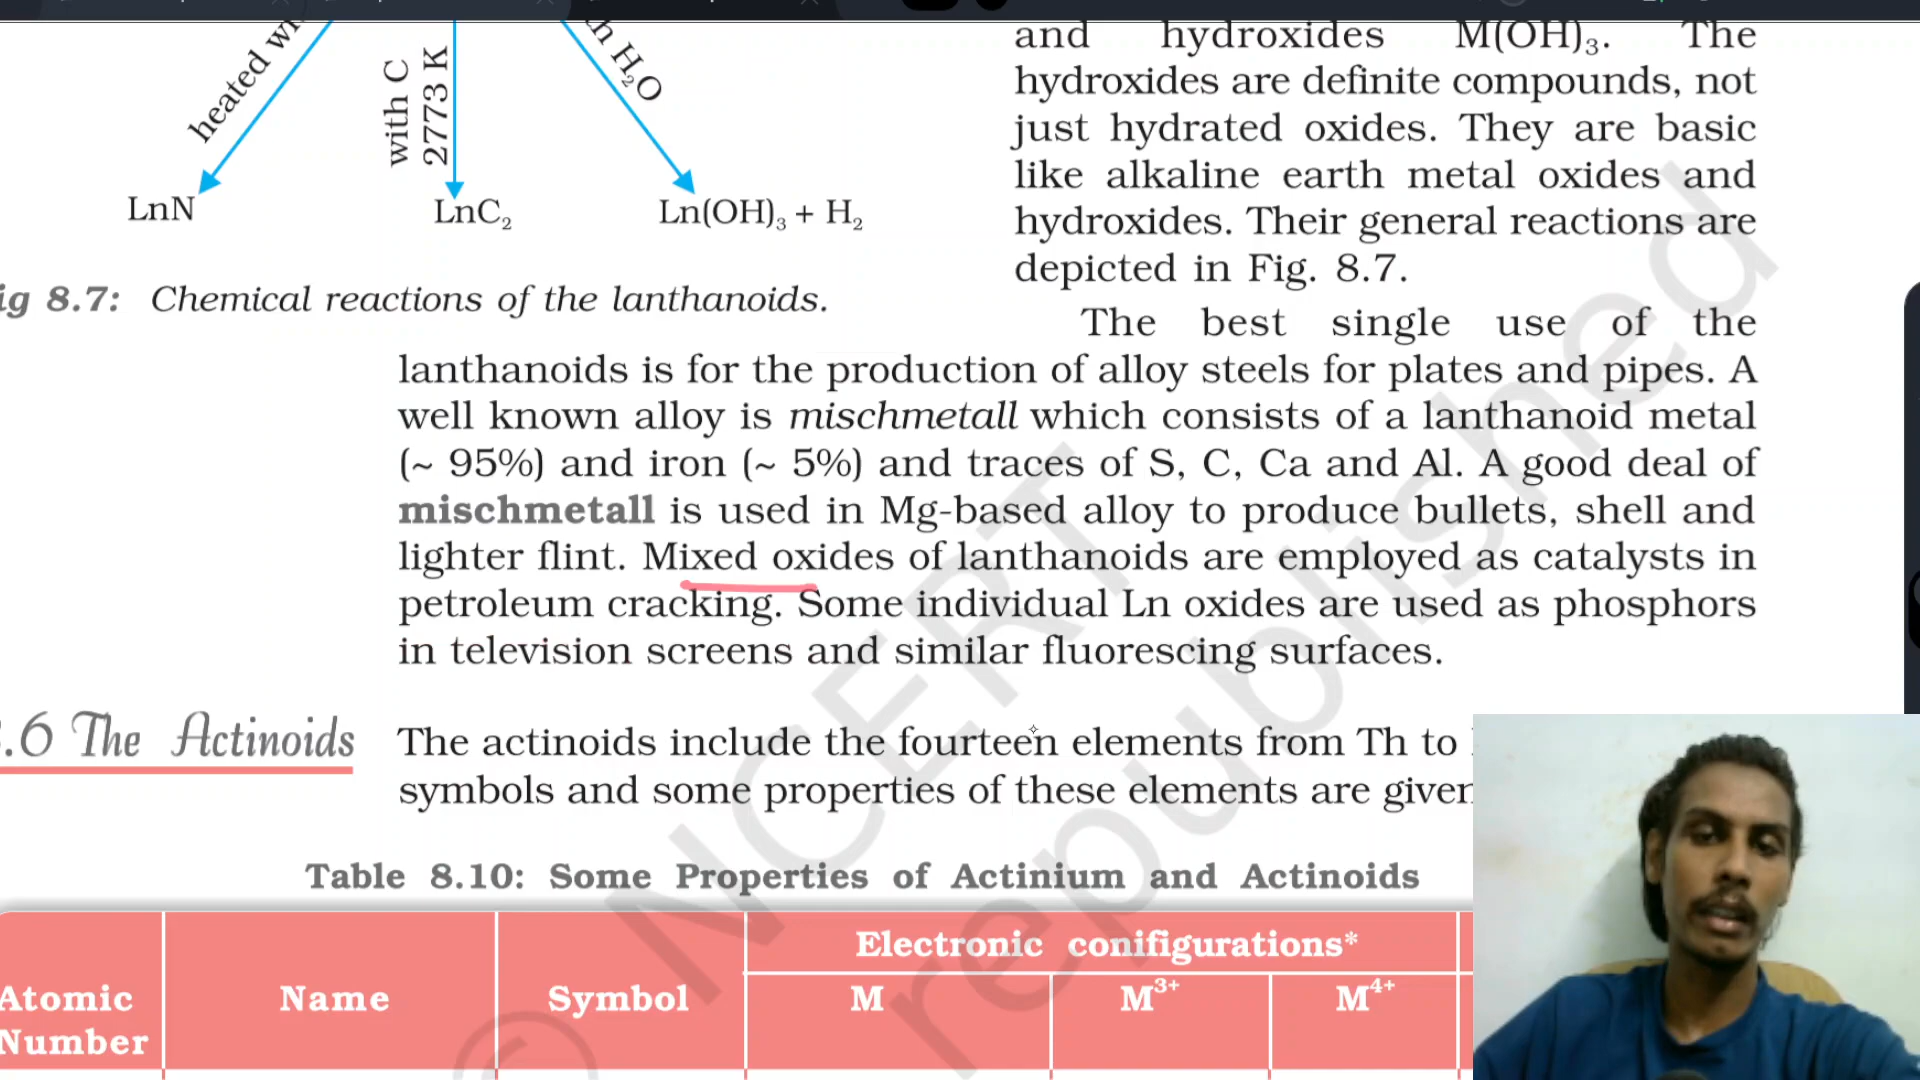 heated wi
with C
2773 K
th H₂O
LnN
LnC₂
Ln(OH)₃ + H₂
ig 8.7: Chemical reactions of the lanthanoids.
and hydroxides M(OH)₃. The
hydroxides are definite compounds, not
just hydrated oxides. They are basic
like alkaline earth metal oxides and
hydroxides. Their general reactions are
depicted in Fig. 8.7.
The best single use of the
lanthanoids is for the production of alloy steels for plates and pipes. A
well known alloy is mischmetall which consists of a lanthanoid metal
(~ 95%) and iron (~ 5%) and traces of S, C, Ca and Al. A good deal of
mischmetall is used in Mg-based alloy to produce bullets, shell and
lighter flint. Mixed oxides of lanthanoids are employed as catalysts in
petroleum cracking. Some individual Ln oxides are used as phosphors
in television screens and similar fluorescing surfaces.
.6 The Actinoids
The actinoids include the fourteen elements from Th to
symbols and some properties of these elements are given
Table 8.10: Some Properties of Actinium and Actinoids
Electronic conifigurations*
Atomic
Number
Name
Symbol
M
M³⁺
M⁴⁺
© NCERT
republished